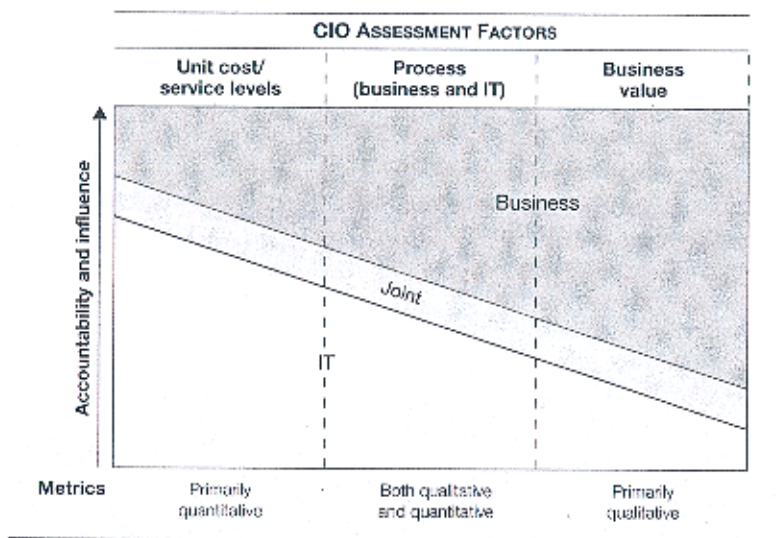 CIO ASSESSMENT FACTORS
Unit cost/
service levels
Process
(business and IT)
Business
value
Accountability and influence
Business
Joint
IT
Metrics
Primarily
quantitative
Both qualitative
and quantitative
Primarily
qualitative